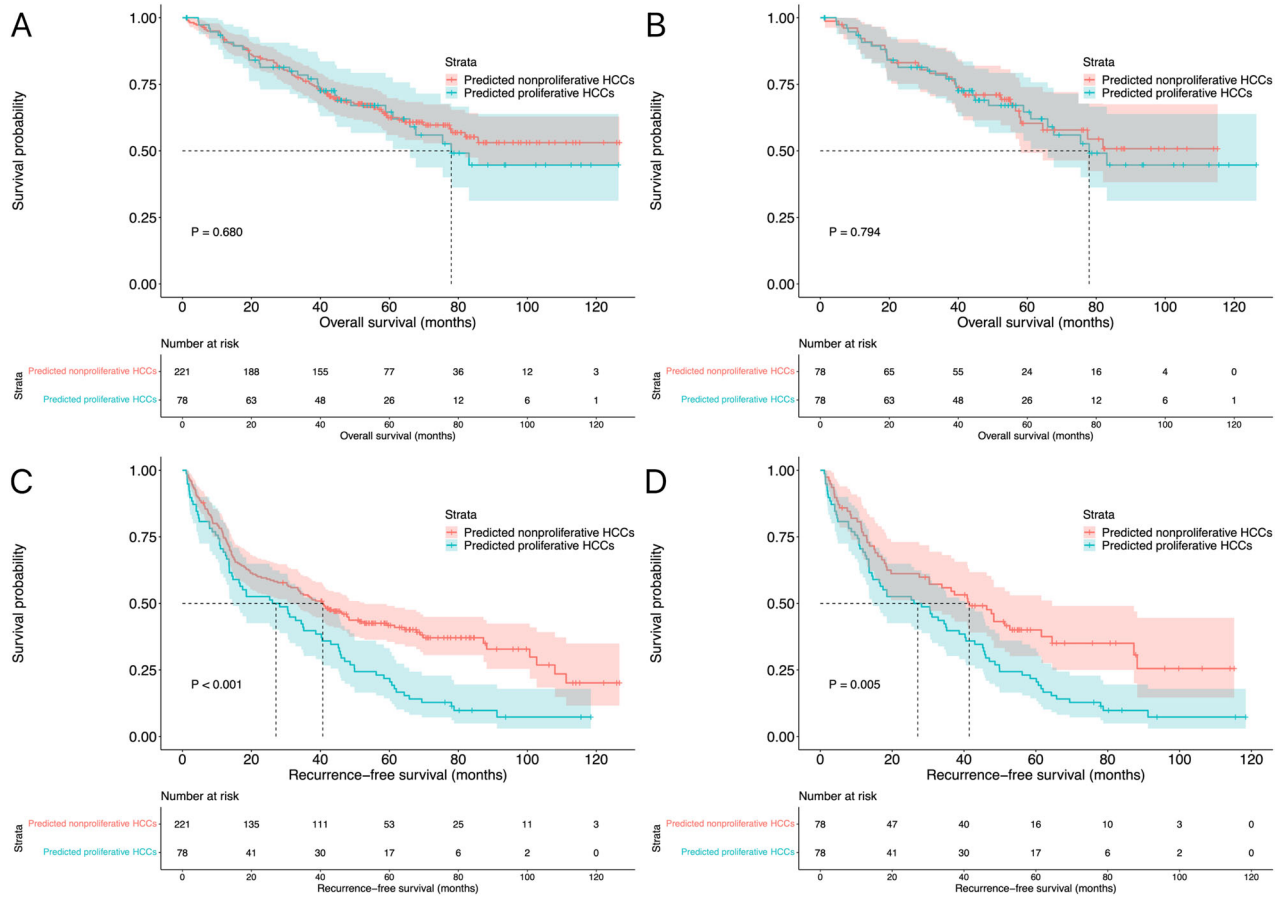 A
1.00
0.75
0.50
0.25
0.00
Survival probability
Strata
Predicted nonproliferative HCCs
Predicted proliferative HCCs
P = 0.680
0 20 40 60 80 100 120
Overall survival (months)
Number at risk
Strata
Predicted nonproliferative HCCs 221 188 155 77 36 12 3
Predicted proliferative HCCs 78 63 48 26 12 6 1
0 20 40 60 80 100 120
Overall survival (months)
B
1.00
0.75
0.50
0.25
0.00
Survival probability
Strata
Predicted nonproliferative HCCs
Predicted proliferative HCCs
P = 0.794
0 20 40 60 80 100 120
Overall survival (months)
Number at risk
Strata
Predicted nonproliferative HCCs 78 65 55 24 16 4 0
Predicted proliferative HCCs 78 63 48 26 12 6 1
0 20 40 60 80 100 120
Overall survival (months)
C
1.00
0.75
0.50
0.25
0.00
Survival probability
Strata
Predicted nonproliferative HCCs
Predicted proliferative HCCs
P < 0.001
0 20 40 60 80 100 120
Recurrence-free survival (months)
Number at risk
Strata
Predicted nonproliferative HCCs 221 135 111 53 25 11 3
Predicted proliferative HCCs 78 41 30 17 6 2 0
0 20 40 60 80 100 120
Recurrence-free survival (months)
D
1.00
0.75
0.50
0.25
0.00
Survival probability
Strata
Predicted nonproliferative HCCs
Predicted proliferative HCCs
P = 0.005
0 20 40 60 80 100 120
Recurrence-free survival (months)
Number at risk
Strata
Predicted nonproliferative HCCs 78 47 40 16 10 3 0
Predicted proliferative HCCs 78 41 30 17 6 2 0
0 20 40 60 80 100 120
Recurrence-free survival (months)